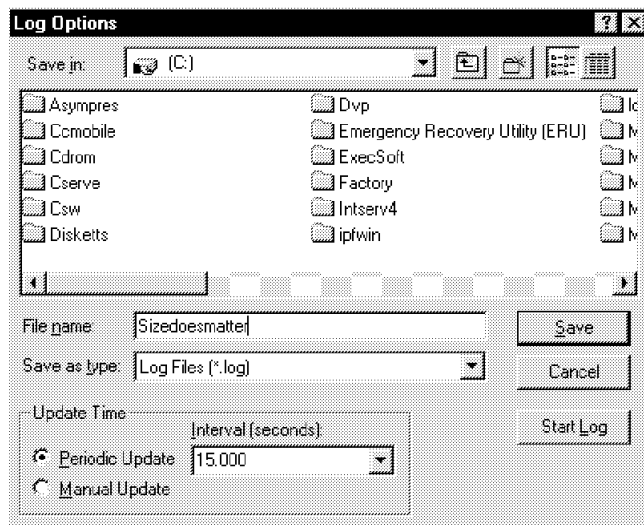 Log Options
Save in: (C:)
Asympres Dvp
Ccmobile Emergency Recovery Utility (ERU)
Cdrom ExecSoft
Cserve Factory
Csw Intserv4
Disketts ipfwin
File name: Sizedoesmatter Save
Save as type: Log Files (*.log) Cancel
Update Time
Interval (seconds): Start Log
Periodic Update 15.000
Manual Update